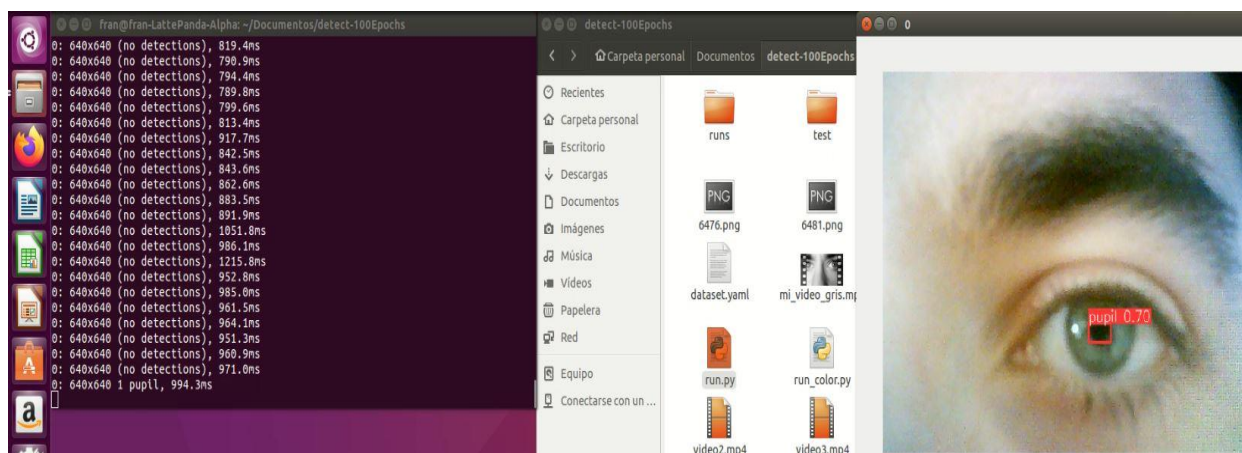 fran@fran-LattePanda-Alpha: ~/Documentos/detect-100Epochs
0: 640x640 (no detections), 819.4ms
0: 640x640 (no detections), 790.9ms
0: 640x640 (no detections), 794.4ms
0: 640x640 (no detections), 789.8ms
0: 640x640 (no detections), 799.6ms
0: 640x640 (no detections), 813.4ms
0: 640x640 (no detections), 917.7ms
0: 640x640 (no detections), 842.5ms
0: 640x640 (no detections), 843.6ms
0: 640x640 (no detections), 862.6ms
0: 640x640 (no detections), 883.5ms
0: 640x640 (no detections), 891.9ms
0: 640x640 (no detections), 1051.8ms
0: 640x640 (no detections), 986.1ms
0: 640x640 (no detections), 1215.8ms
0: 640x640 (no detections), 952.8ms
0: 640x640 (no detections), 985.0ms
0: 640x640 (no detections), 961.5ms
0: 640x640 (no detections), 964.1ms
0: 640x640 (no detections), 951.3ms
0: 640x640 (no detections), 960.9ms
0: 640x640 (no detections), 971.0ms
0: 640x640 1 pupil, 994.3ms
detect-100Epochs
Carpeta personal Documentos detect-100Epochs
Recientes
Carpeta personal
Escritorio
Descargas
Documentos
Imágenes
Música
Vídeos
Papelera
Red
Equipo
Conectarse con un ...
runs test
PNG PNG
6476.png 6481.png
dataset.yaml mi_video_gris.mp
run.py run_color.py
video2.mp4 video3.mp4
0
pupil 0.70